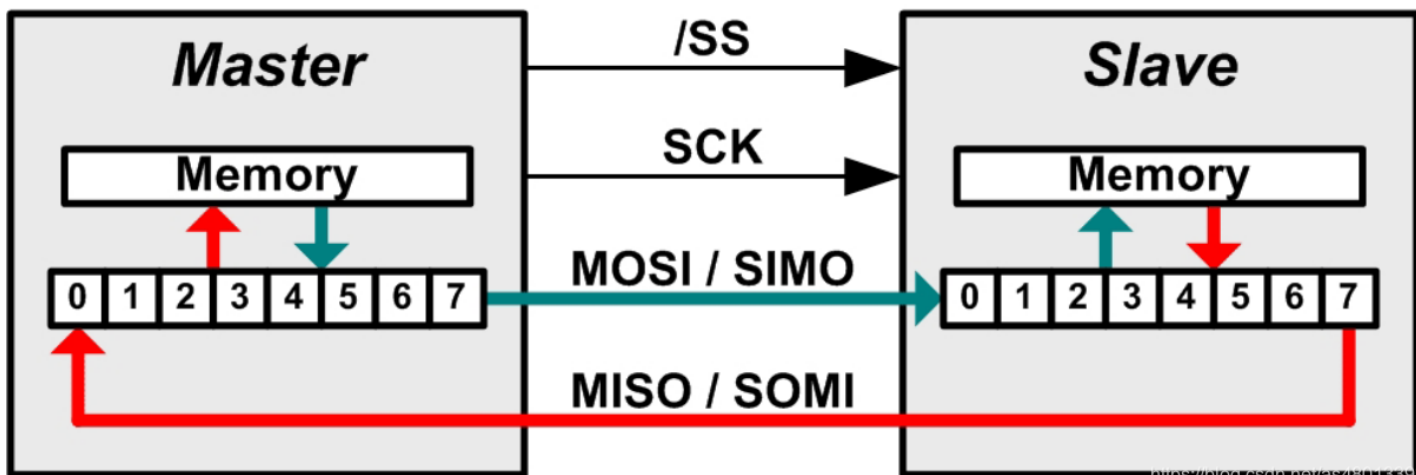 Master
/SS
Slave
SCK
Memory
Memory
MOSI / SIMO
0 1 2 3 4 5 6 7
0 1 2 3 4 5 6 7
MISO / SOMI